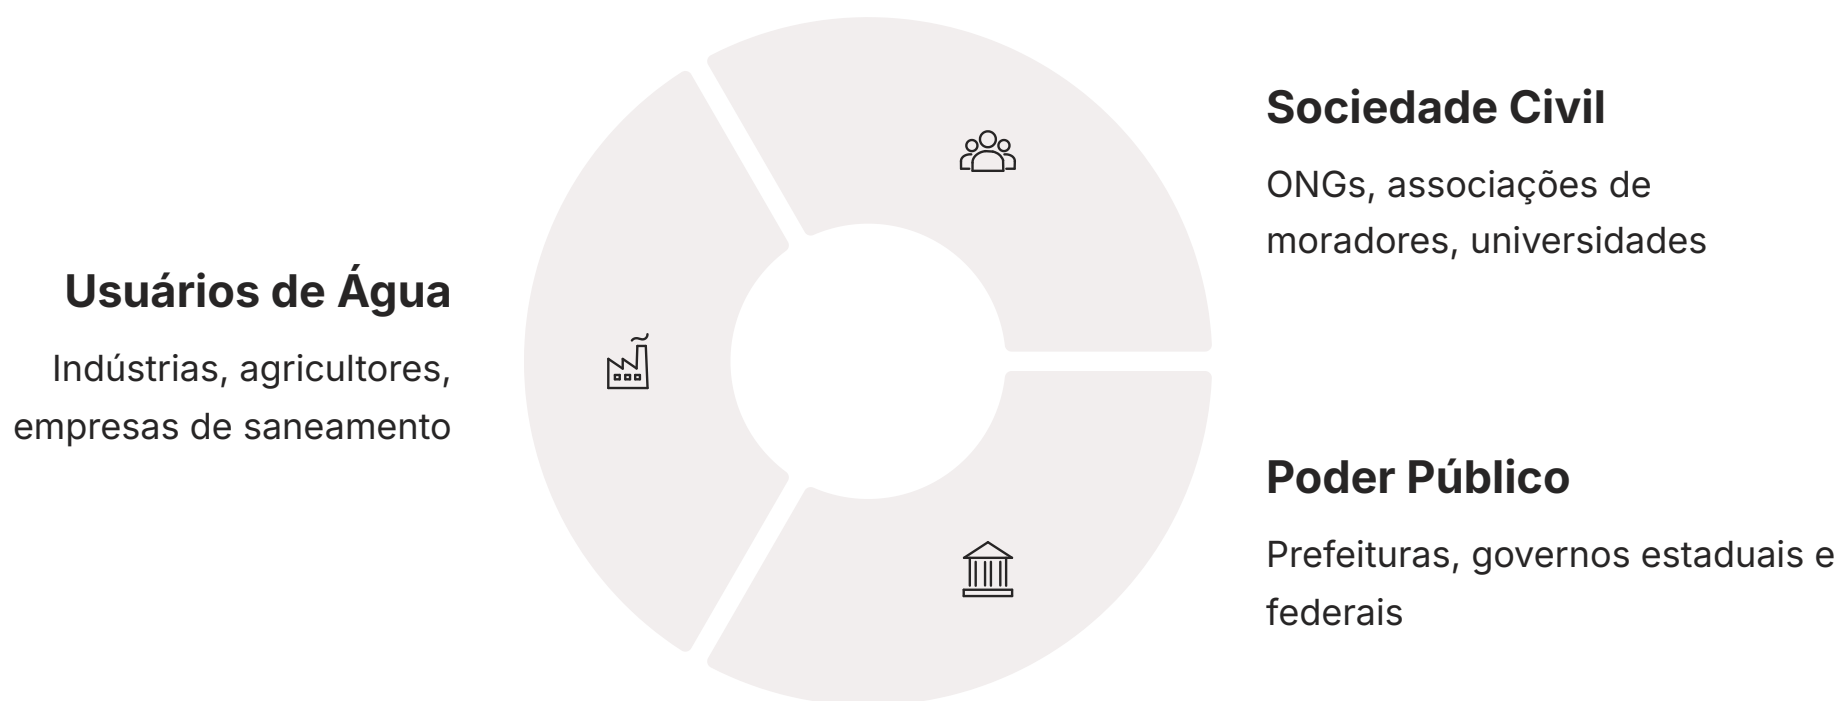 Sociedade Civil
ONGs, associações de
moradores, universidades
Usuários de Água
Indústrias, agricultores,
empresas de saneamento
Poder Público
Prefeituras, governos estaduais e
federais